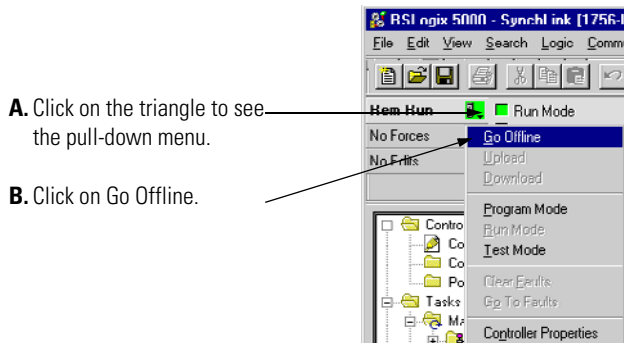 RSLogix 5000 - SynchLink [1756-
File Edit View Search Logic Commu
A. Click on the triangle to see
the pull-down menu.
Rem Run Run Mode
No Forces
Go Offline
No Edits
Upload
Download
B. Click on Go Offline.
Program Mode
Run Mode
Test Mode
Contro
Co
Co
Po
Clear Faults
Tasks
Go To Faults
Ma
Controller Properties